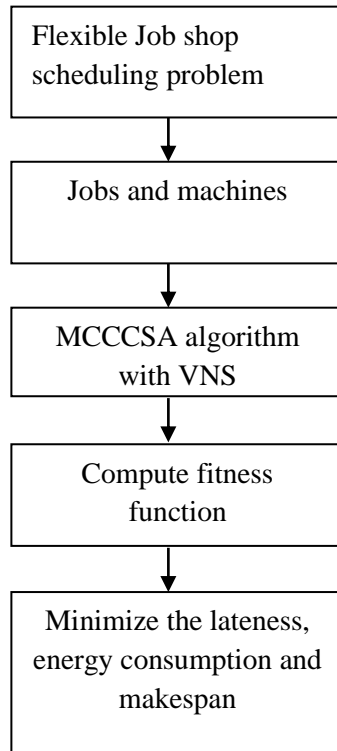 Flexible Job shop
scheduling problem
Jobs and machines
MCCCSA algorithm
with VNS
Compute fitness
function
Minimize the lateness,
energy consumption and
makespan